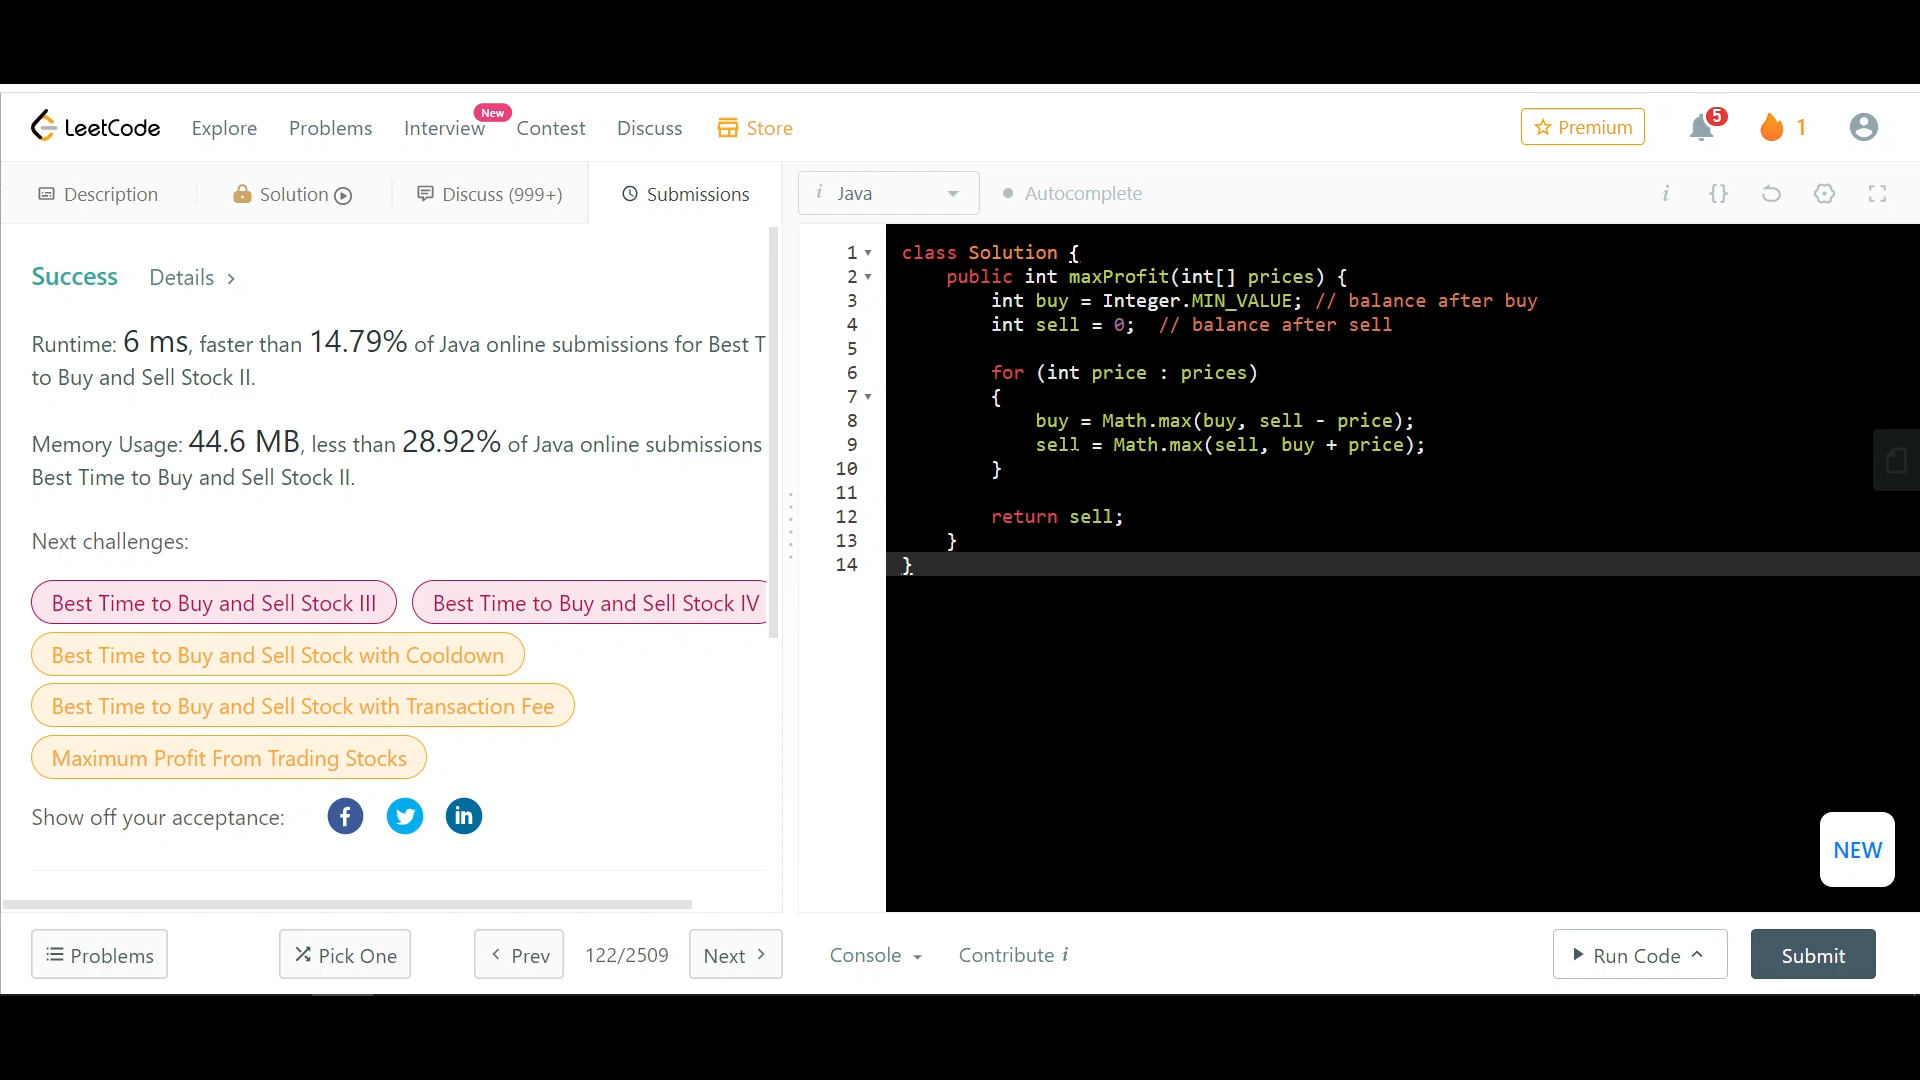 LeetCode Explore Problems Interview New Contest Discuss Store Premium 5 1
Description Solution Discuss (999+) Submissions
i Java Autocomplete i {}
Success Details >
Runtime: 6 ms, faster than 14.79% of Java online submissions for Best T
to Buy and Sell Stock II.
Memory Usage: 44.6 MB, less than 28.92% of Java online submissions
Best Time to Buy and Sell Stock II.
Next challenges:
Best Time to Buy and Sell Stock III Best Time to Buy and Sell Stock IV
Best Time to Buy and Sell Stock with Cooldown
Best Time to Buy and Sell Stock with Transaction Fee
Maximum Profit From Trading Stocks
Show off your acceptance: f in
1 class Solution {
2 public int maxProfit(int[] prices) {
3 int buy = Integer.MIN_VALUE; // balance after buy
4 int sell = 0; // balance after sell
5
6 for (int price : prices)
7 {
8 buy = Math.max(buy, sell - price);
9 sell = Math.max(sell, buy + price);
10 }
11
12 return sell;
13 }
14 }
NEW
Problems Pick One < Prev 122/2509 Next > Console Contribute i Run Code Submit